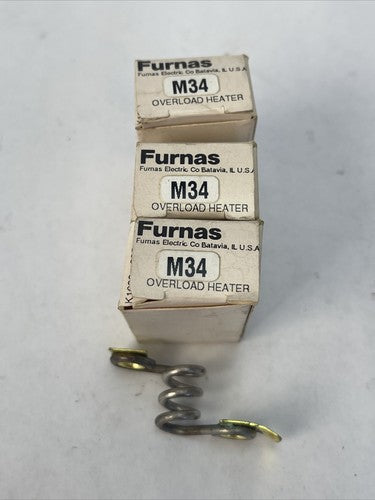 Furnas
Furnas Electric Co Batavia, IL U.S.A
M34
OVERLOAD HEATER
Furnas
Furnas Electric Co Batavia, IL U.S.A
M34
OVERLOAD HEATER
Furnas
Furnas Electric Co Batavia, IL U.S.A
M34
OVERLOAD HEATER